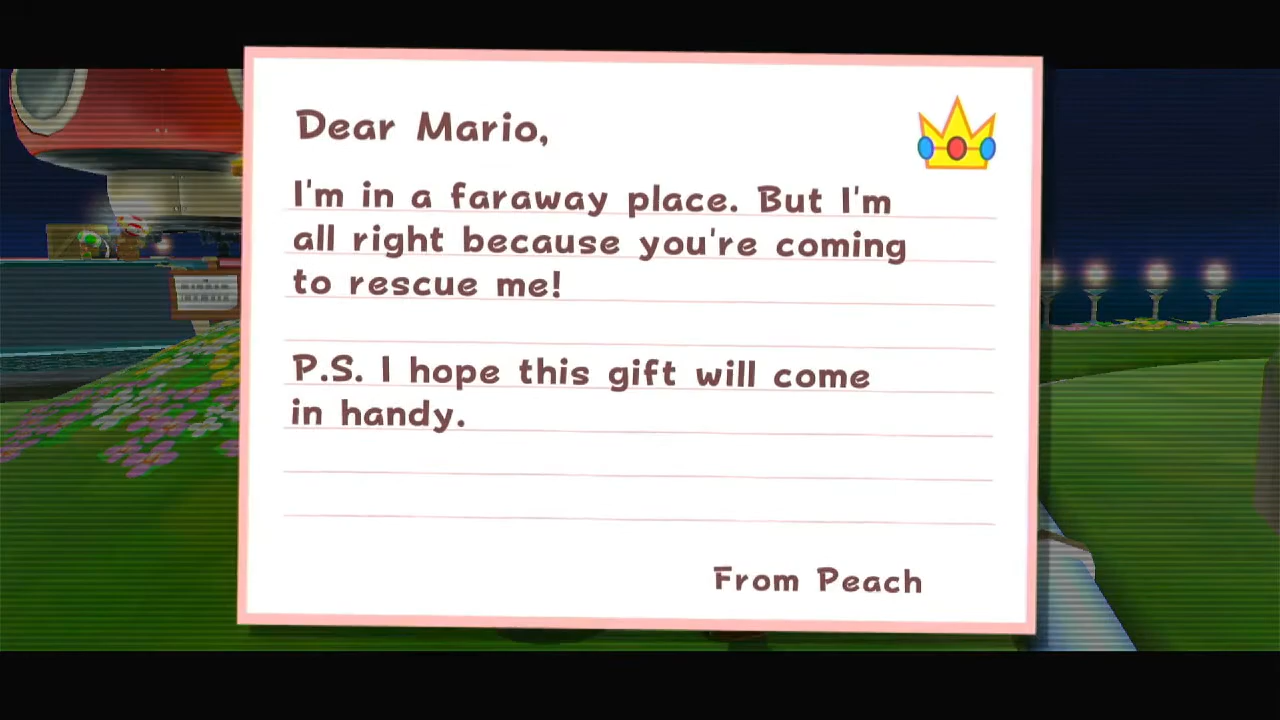 Dear Mario,
I'm in a faraway place. But I'm
all right because you're coming
to rescue me!
P.S. I hope this gift will come
in handy.
From Peach